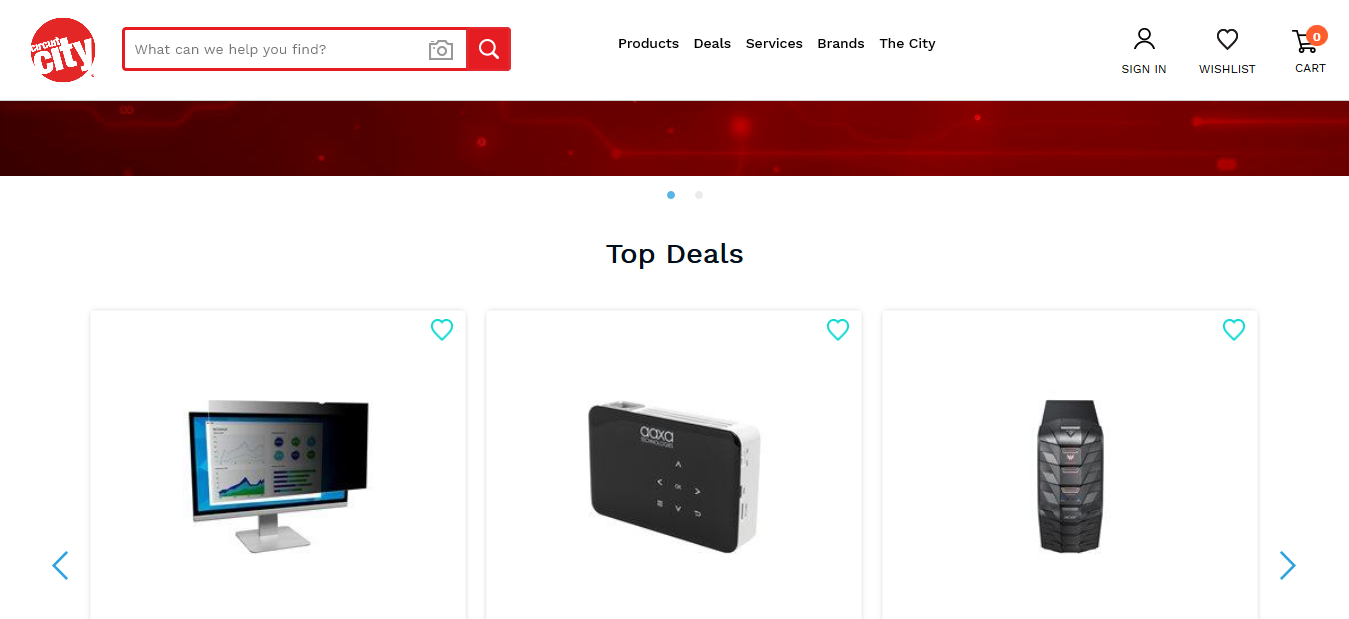 circuit
city
What can we help you find?
Products Deals Services Brands The City
SIGN IN
WISHLIST
0
CART
Top Deals
aaxa
TECHNOLOGIES
OK